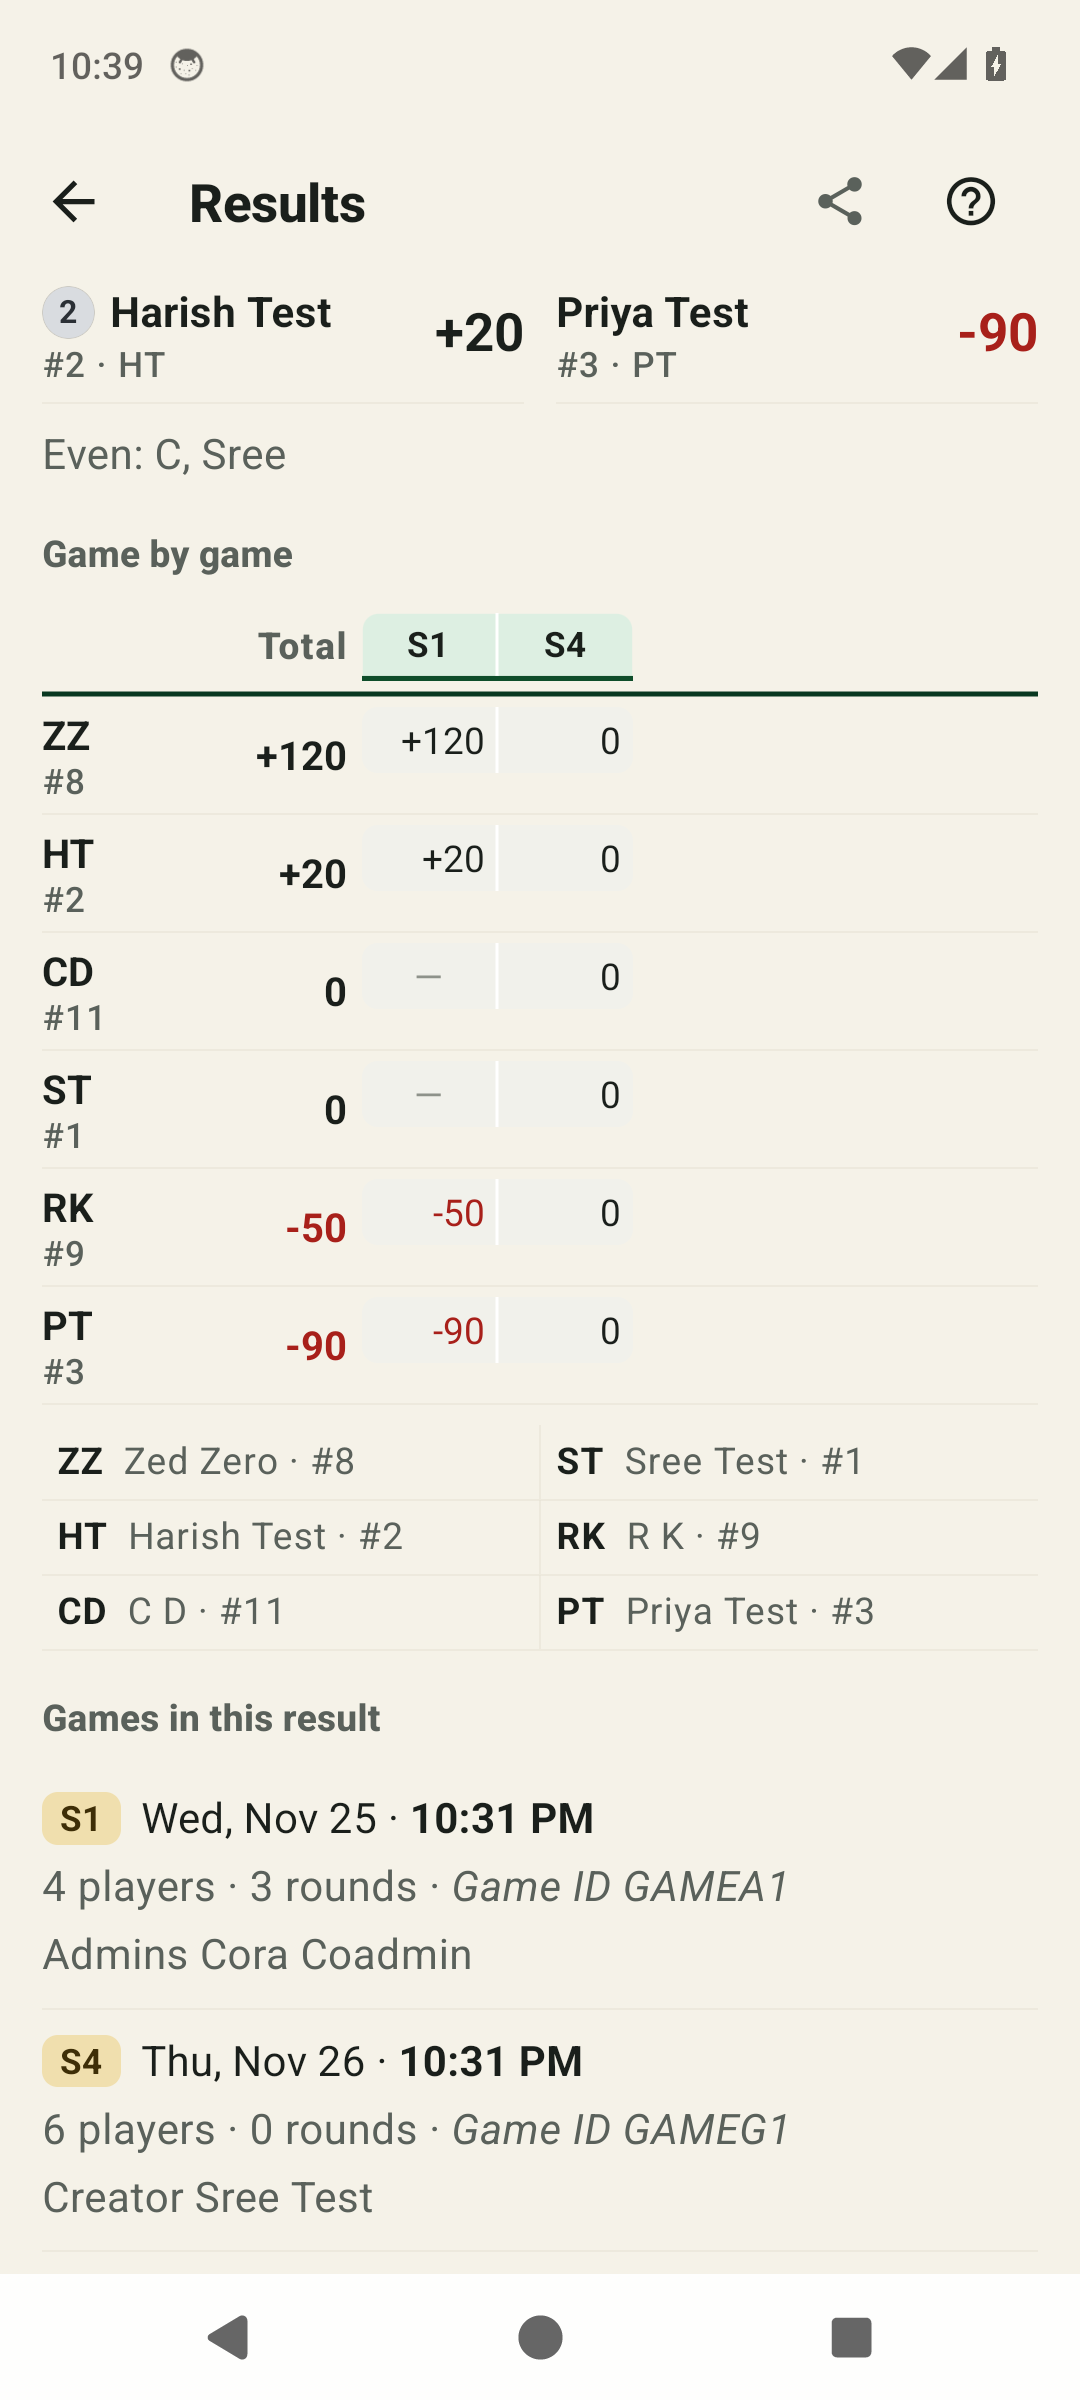 10:39
Results
2 Harish Test +20 Priya Test -90
#2 · HT #3 · PT
Even: C, Sree
Game by game
Total S1 S4
ZZ +120 +120 0
#8
HT +20 +20 0
#2
CD 0 — 0
#11
ST 0 — 0
#1
RK -50 -50 0
#9
PT -90 -90 0
#3
ZZ Zed Zero · #8 ST Sree Test · #1
HT Harish Test · #2 RK R K · #9
CD C D · #11 PT Priya Test · #3
Games in this result
S1 Wed, Nov 25 · 10:31 PM
4 players · 3 rounds · Game ID GAMEA1
Admins Cora Coadmin
S4 Thu, Nov 26 · 10:31 PM
6 players · 0 rounds · Game ID GAMEG1
Creator Sree Test